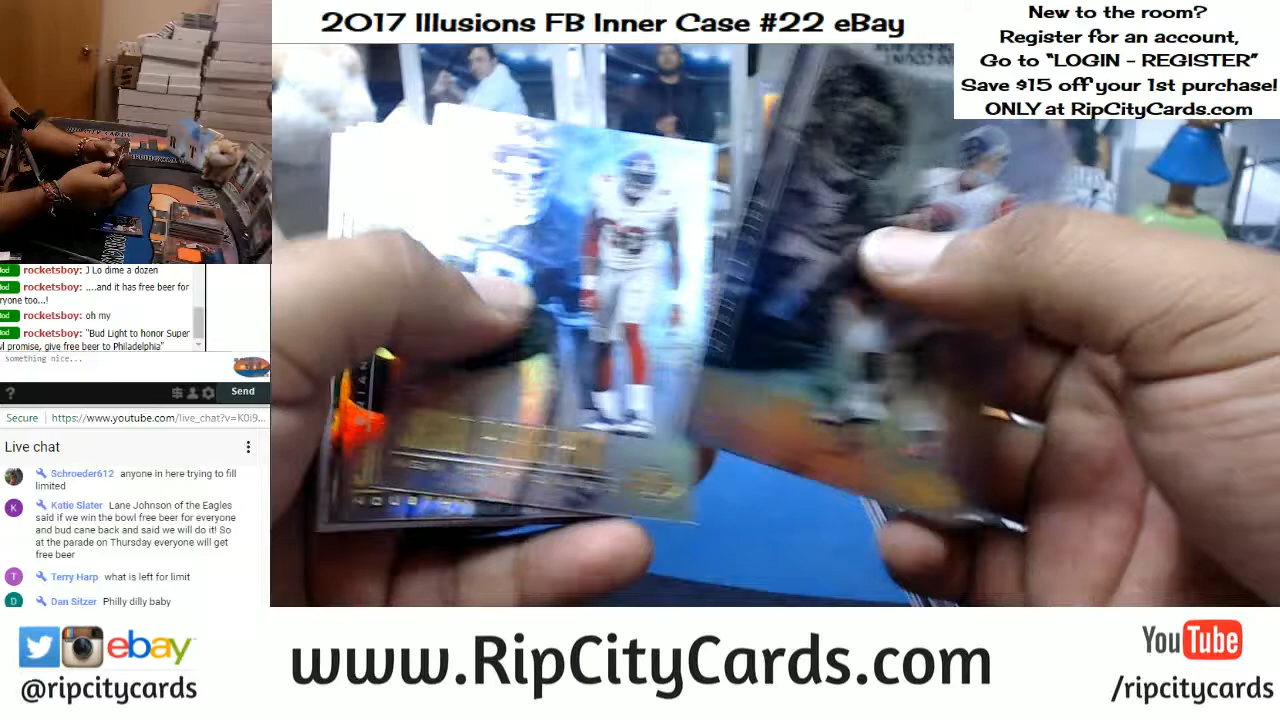 2017 Illusions FB Inner Case #22 eBay
New to the room?
Register for an account,
Go to “LOGIN - REGISTER”
Save $15 off your 1st purchase!
ONLY at RipCityCards.com
rocketsboy: J Lo dime a dozen
rocketsboy: ....and it has free beer for
ryone too...!
rocketsboy: oh my
rocketsboy: "Bud Light to honor Super
promise, give free beer to Philadelphia"
something nice...
?
Send
Secure
https://www.youtube.com/live_chat?v=K0i9...
Live chat
Schroeder612 anyone in here trying to fill
limited
K
Katie Slater Lane Johnson of the Eagles
said if we win the bowl free beer for everyone
and bud cane back and said we will do it! So
at the parade on Thursday everyone will get
free beer
T
Terry Harp what is left for limit
D
Dan Sitzer Philly dilly baby
ebay
@ripcitycards
www.RipCityCards.com
YouTube
/ripcitycards